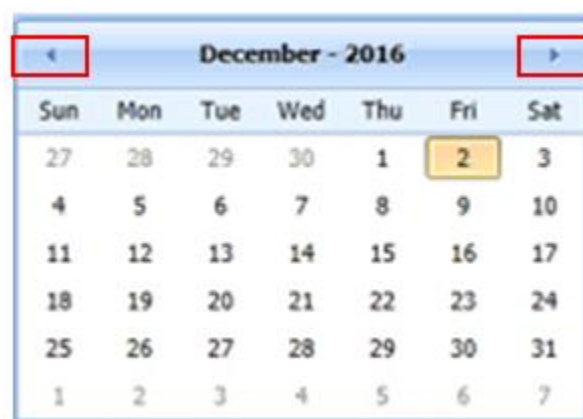 December - 2016
Sun Mon Tue Wed Thu Fri Sat
27 28 29 30 1 2 3
4 5 6 7 8 9 10
11 12 13 14 15 16 17
18 19 20 21 22 23 24
25 26 27 28 29 30 31
1 2 3 4 5 6 7